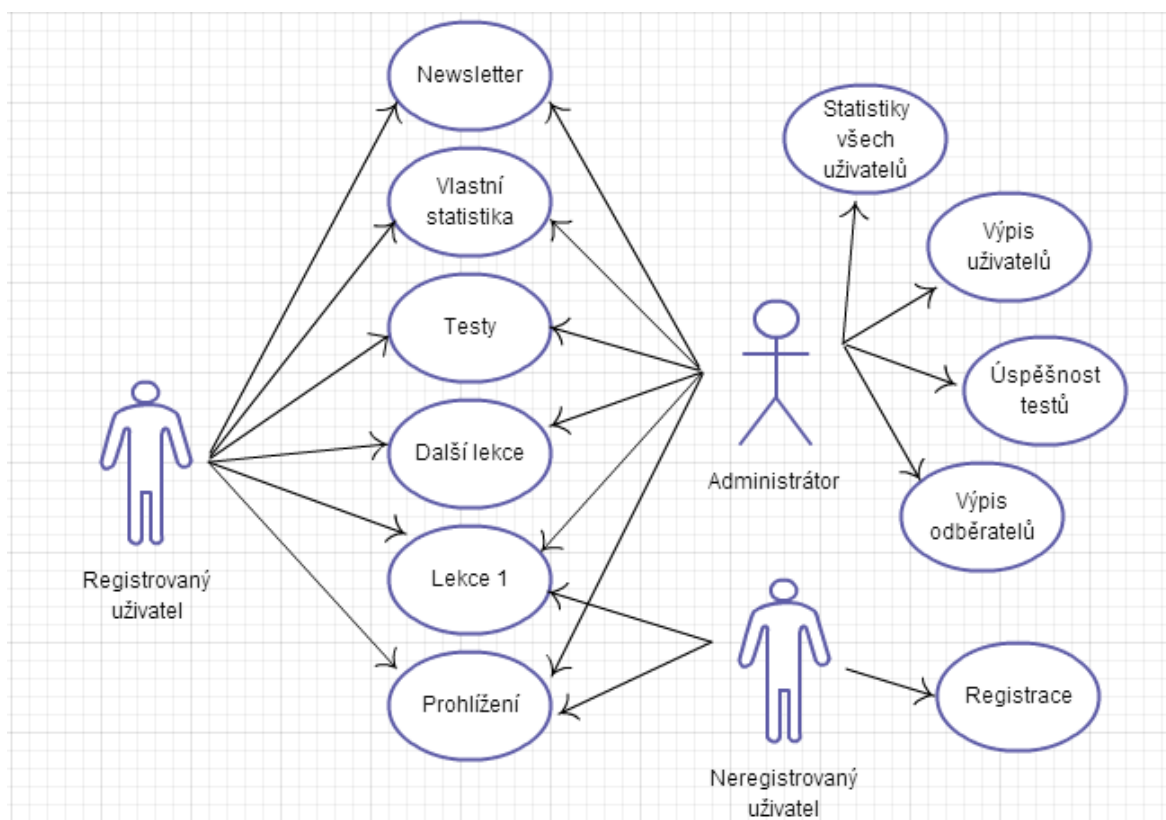 Newsletter
Vlastní
statistika
Testy
Další lekce
Lekce 1
Prohlížení
Registrovaný
uživatel
Statistiky
všech
uživatelů
Výpis
uživatelů
Úspěšnost
testů
Výpis
odběratelů
Administrátor
Neregistrovaný
uživatel
Registrace